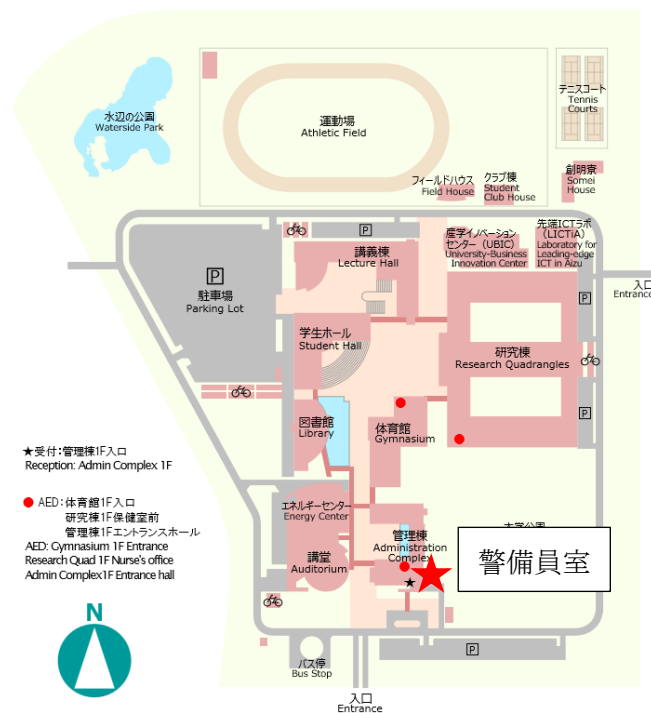 テニスコート
Tennis
Courts
水辺の公園
Waterside Park
運動場
Athletic Field
創明寮
Somei
House
フィールドハウス
Field House
クラブ棟
Student
Club House
P
講義棟
Lecture Hall
産学イノベーション
センター（UBIC）
University-Business
Innovation Center
先端ICTラボ
（LICTiA）
Laboratory for
Leading-edge
ICT in Aizu
P
駐車場
Parking Lot
入口
Entrance
P
学生ホール
Student Hall
研究棟
Research Quadrangles
図書館
Library
体育館
Gymnasium
P
★受付：管理棟1F入口
Reception: Admin Complex 1F
● AED：体育館1F入口
研究棟1F保健室前
管理棟1Fエントランスホール
AED: Gymnasium 1F Entrance
Research Quad 1F Nurse's office
Admin Complex1F Entrance hall
エネルギーセンター
Energy Center
講堂
Auditorium
管理棟
Administration
Complex
警備員室
N
バス停
Bus Stop
P
入口
Entrance